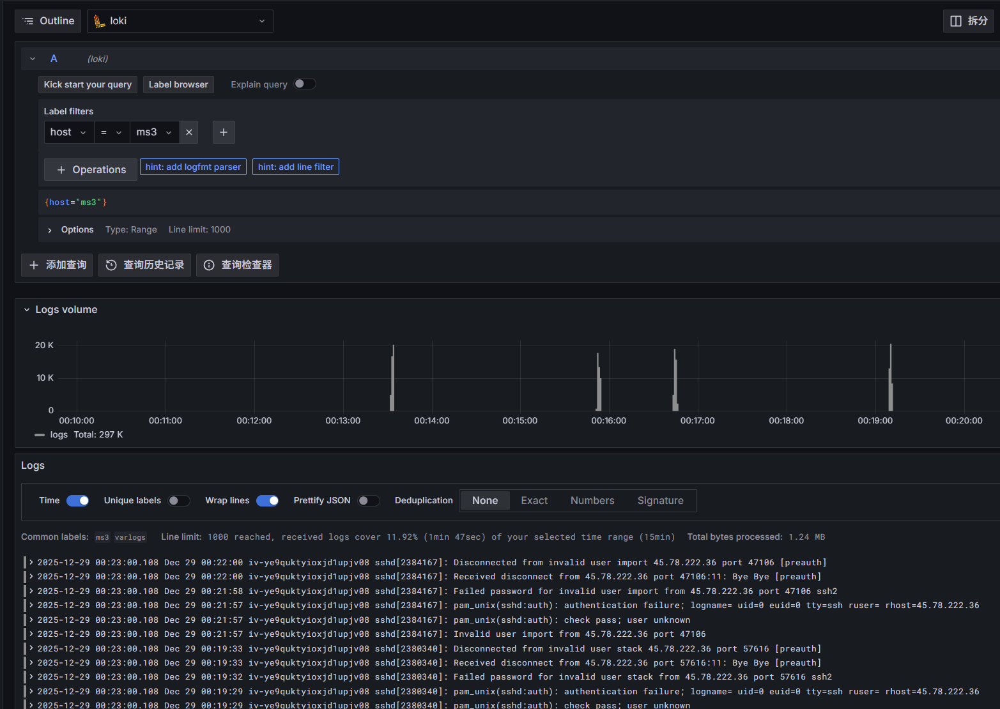 Outline loki 拆分
A (loki)
Kick start your query Label browser Explain query
Label filters
host = ms3
Operations hint: add logfmt parser hint: add line filter
{host="ms3"}
Options Type: Range Line limit: 1000
添加查询 查询历史记录 查询检查器
Logs volume
20 K
10 K
0
00:10:00 00:11:00 00:12:00 00:13:00 00:14:00 00:15:00 00:16:00 00:17:00 00:18:00 00:19:00 00:20:00
logs Total: 297 K
Logs
Time Unique labels Wrap lines Prettify JSON Deduplication None Exact Numbers Signature
Common labels: ms3 varlogs Line limit: 1000 reached, received logs cover 11.92% (1min 47sec) of your selected time range (15min) Total bytes processed: 1.24 MB
2025-12-29 00:23:00.108 Dec 29 00:22:00 iv-ye9quktyioxjd1upjv08 sshd[2384167]: Disconnected from invalid user import 45.78.222.36 port 47106 [preauth]
2025-12-29 00:23:00.108 Dec 29 00:22:00 iv-ye9quktyioxjd1upjv08 sshd[2384167]: Received disconnect from 45.78.222.36 port 47106:11: Bye Bye [preauth]
2025-12-29 00:23:00.108 Dec 29 00:21:58 iv-ye9quktyioxjd1upjv08 sshd[2384167]: Failed password for invalid user import from 45.78.222.36 port 47106 ssh2
2025-12-29 00:23:00.108 Dec 29 00:21:57 iv-ye9quktyioxjd1upjv08 sshd[2384167]: pam_unix(sshd:auth): authentication failure; logname= uid=0 euid=0 tty=ssh ruser= rhost=45.78.222.36
2025-12-29 00:23:00.108 Dec 29 00:21:57 iv-ye9quktyioxjd1upjv08 sshd[2384167]: pam_unix(sshd:auth): check pass; user unknown
2025-12-29 00:23:00.108 Dec 29 00:21:57 iv-ye9quktyioxjd1upjv08 sshd[2384167]: Invalid user import from 45.78.222.36 port 47106
2025-12-29 00:23:00.108 Dec 29 00:19:33 iv-ye9quktyioxjd1upjv08 sshd[2380340]: Disconnected from invalid user stack 45.78.222.36 port 57616 [preauth]
2025-12-29 00:23:00.108 Dec 29 00:19:33 iv-ye9quktyioxjd1upjv08 sshd[2380340]: Received disconnect from 45.78.222.36 port 57616:11: Bye Bye [preauth]
2025-12-29 00:23:00.108 Dec 29 00:19:32 iv-ye9quktyioxjd1upjv08 sshd[2380340]: Failed password for invalid user stack from 45.78.222.36 port 57616 ssh2
2025-12-29 00:23:00.108 Dec 29 00:19:29 iv-ye9quktyioxjd1upjv08 sshd[2380340]: pam_unix(sshd:auth): authentication failure; logname= uid=0 euid=0 tty=ssh ruser= rhost=45.78.222.36
2025-12-29 00:23:00.108 Dec 29 00:19:29 iv-ye9quktyioxjd1upjv08 sshd[2380340]: pam_unix(sshd:auth): check pass; user unknown